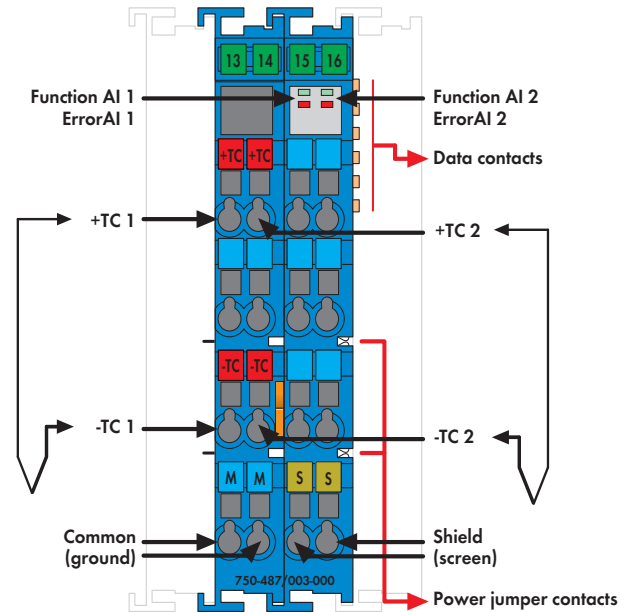 13 14 15 16
Function AI 1
ErrorAI 1
Function AI 2
ErrorAI 2
Data contacts
+TC +TC
+TC 1
+TC 2
-TC -TC
-TC 1
-TC 2
M M S S
Common
(ground)
Shield
(screen)
750-487/003-000
Power jumper contacts